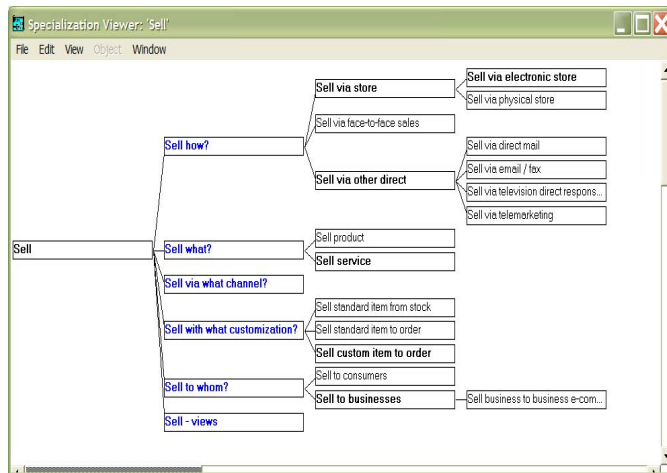 Specialization Viewer: 'Sell'
File Edit View Object Window
Sell via electronic store
Sell via store
Sell via physical store
Sell via face-to-face sales
Sell how?
Sell via direct mail
Sell via email / fax
Sell via other direct
Sell via television direct respons...
Sell via telemarketing
Sell product
Sell
Sell what?
Sell service
Sell via what channel?
Sell standard item from stock
Sell with what customization?
Sell standard item to order
Sell custom item to order
Sell to consumers
Sell to whom?
Sell to businesses
Sell business to business e-com...
Sell - views